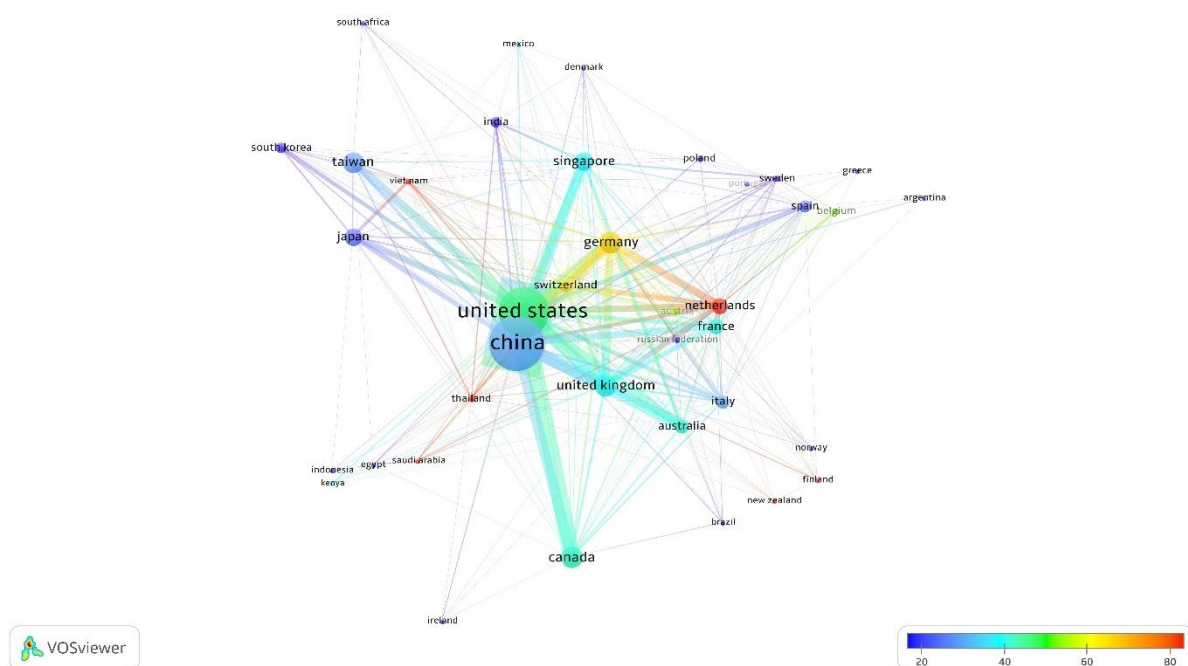 south africa
mexico
denmark
india
south korea
taiwan
singapore
poland
viet nam
portugal
sweden
greece
spain
belgium
argentina
japan
germany
switzerland
united states
netherlands
austria
france
china
russian federation
united kingdom
thailand
italy
australia
norway
saudi arabia
egypt
indonesia
kenya
finland
new zealand
brazil
canada
ireland
VOSviewer
20 40 60 80